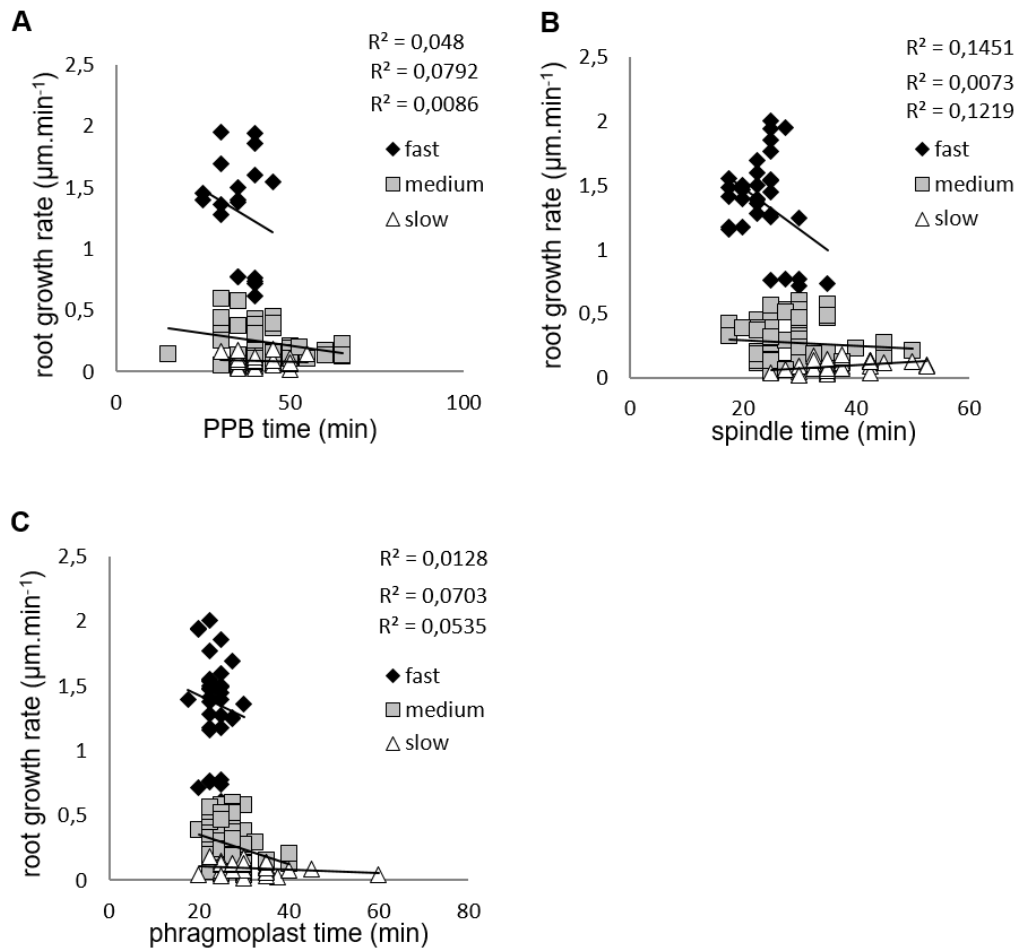 A
R² = 0,048
R² = 0,0792
R² = 0,0086
fast
medium
slow
2,5
2
1,5
1
0,5
0
0
50
100
root growth rate (µm.min⁻¹)
PPB time (min)
B
R² = 0,1451
R² = 0,0073
R² = 0,1219
fast
medium
slow
2,5
2
1,5
1
0,5
0
0
20
40
60
root growth rate (µm.min⁻¹)
spindle time (min)
C
R² = 0,0128
R² = 0,0703
R² = 0,0535
fast
medium
slow
2,5
2
1,5
1
0,5
0
0
20
40
60
80
root growth rate (µm.min⁻¹)
phragmoplast time (min)